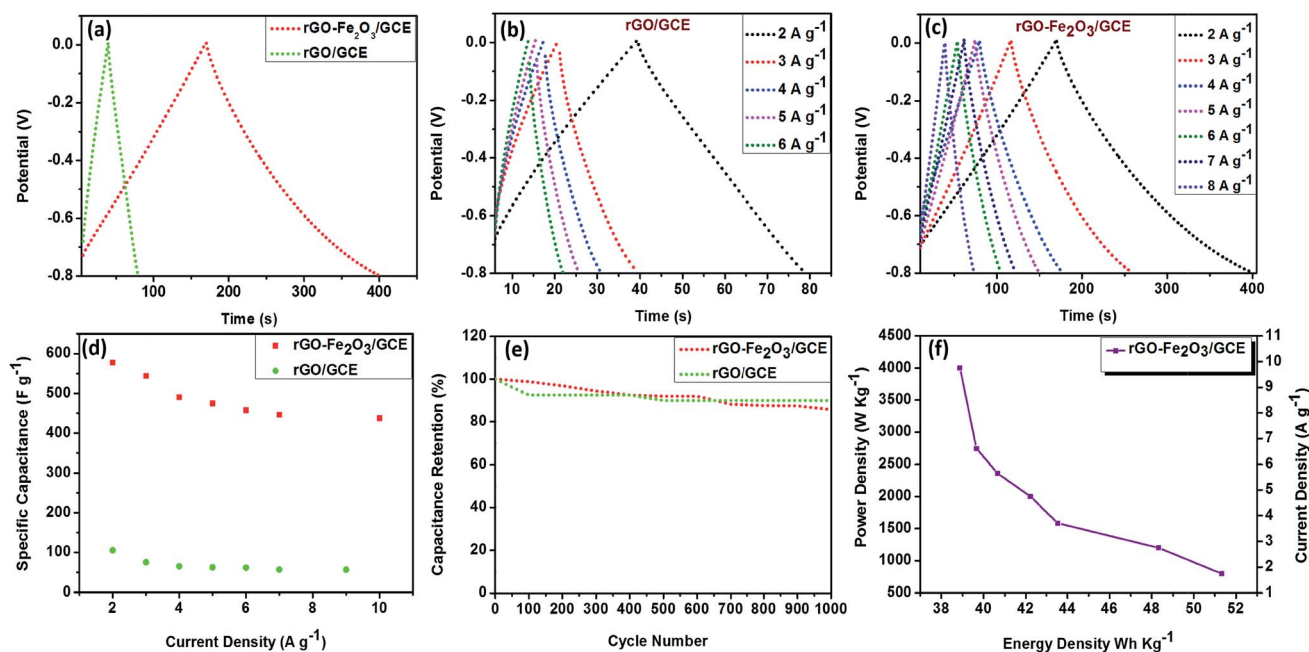 (a)
rGO-Fe2O3/GCE
rGO/GCE
0.0
-0.2
-0.4
-0.6
-0.8
Potential (V)
100 200 300 400
Time (s)
(b)
rGO/GCE
2 A g-1
3 A g-1
4 A g-1
5 A g-1
6 A g-1
0.0
-0.2
-0.4
-0.6
-0.8
Potential (V)
10 20 30 40 50 60 70 80
Time (s)
(c)
rGO-Fe2O3/GCE
2 A g-1
3 A g-1
4 A g-1
5 A g-1
6 A g-1
7 A g-1
8 A g-1
0.0
-0.2
-0.4
-0.6
-0.8
Potential (V)
100 200 300 400
Time (s)
(d)
rGO-Fe2O3/GCE
rGO/GCE
600
500
400
300
200
100
0
Specific Capacitance (F g-1)
2 4 6 8 10
Current Density (A g-1)
(e)
rGO-Fe2O3/GCE
rGO/GCE
120
100
80
60
40
20
0
Capacitance Retention (%)
0 100 200 300 400 500 600 700 800 900 1000
Cycle Number
(f)
rGO-Fe2O3/GCE
4500
4000
3500
3000
2500
2000
1500
1000
500
Power Density (W Kg-1)
11
10
9
8
7
6
5
4
3
2
1
Current Density (A g-1)
38 40 42 44 46 48 50 52
Energy Density Wh Kg-1